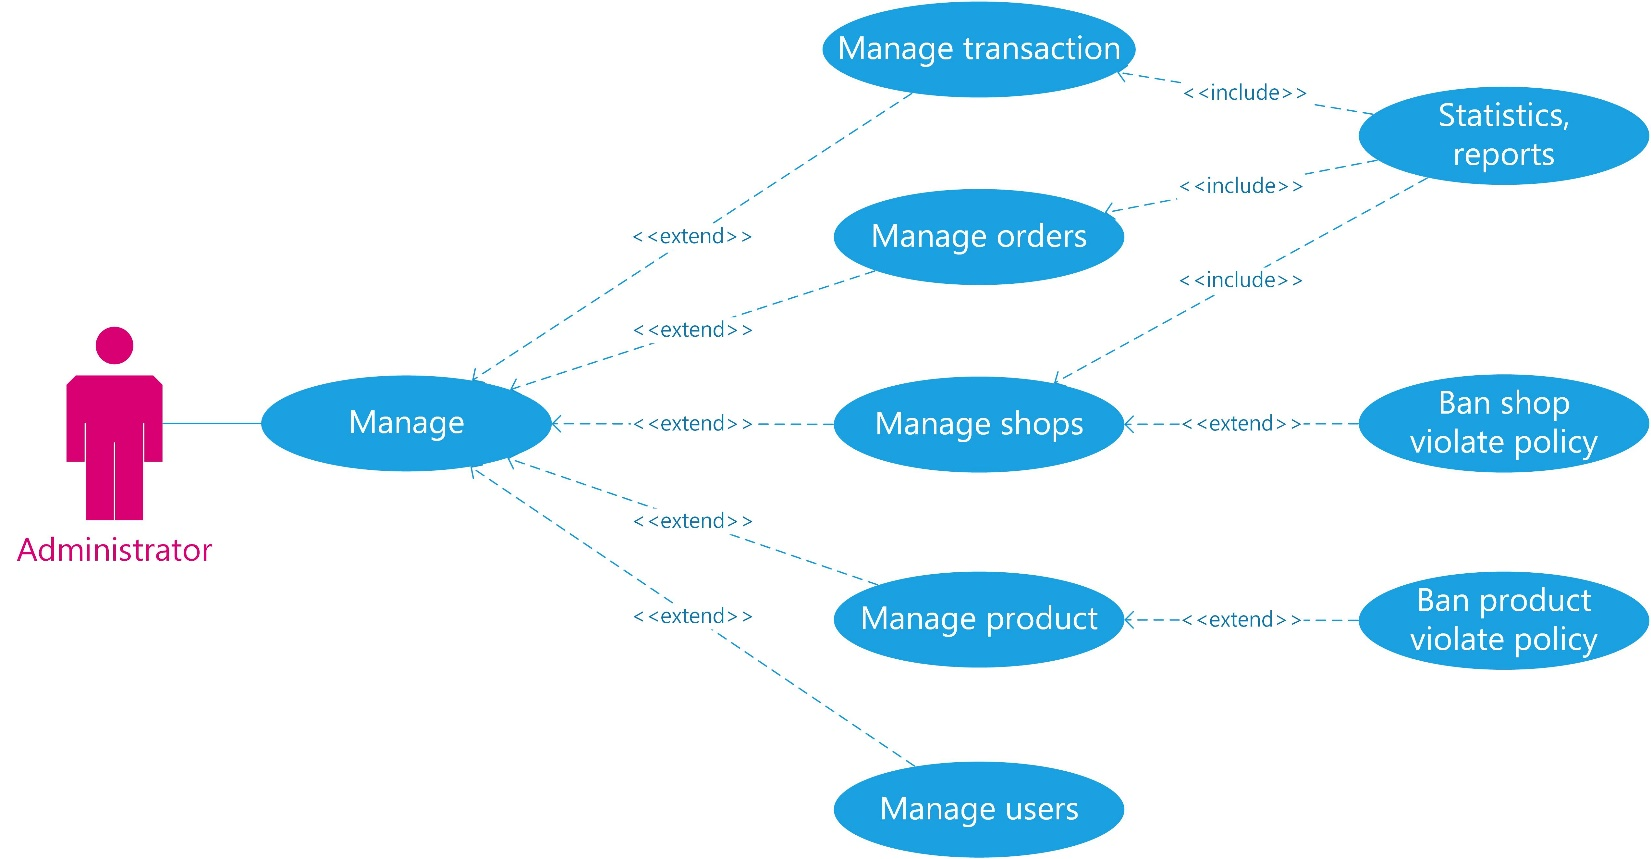 Manage transaction
<<include>>
Statistics,
reports
<<include>>
<<extend>>
Manage orders
<<include>>
<<extend>>
Manage
<<extend>>
Manage shops
<<extend>>
Ban shop
violate policy
<<extend>>
Administrator
<<extend>>
Manage product
<<extend>>
Ban product
violate policy
Manage users